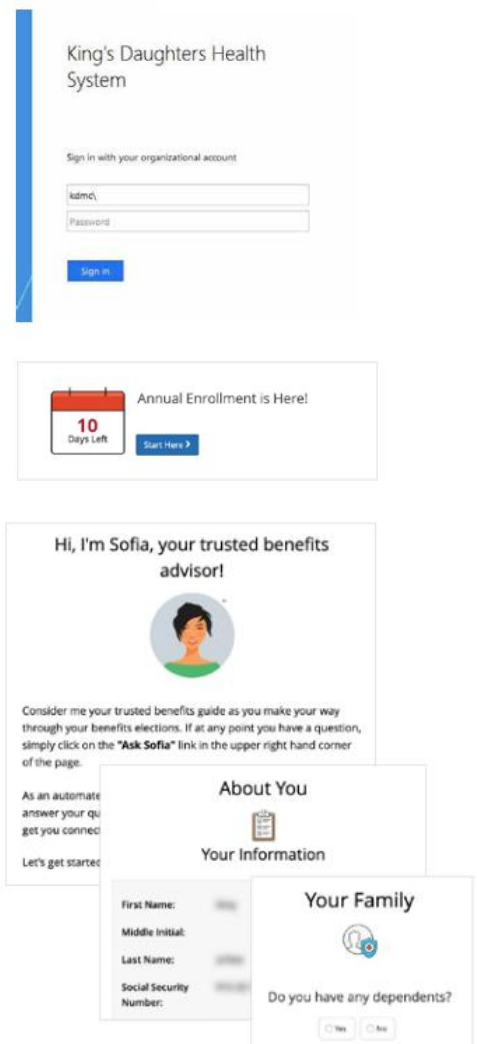 King's Daughters Health
System
Sign in with your organizational account
kdmc\
Password
Sign in
Annual Enrollment is Here!
10
Days Left
Start Here
Hi, I'm Sofia, your trusted benefits
advisor!
Consider me your trusted benefits guide as you make your way
through your benefits elections. If at any point you have a question,
simply click on the "Ask Sofia" link in the upper right hand corner
of the page.
As an automate
answer your qu
get you connec
Let's get started
About You
Your Information
First Name:
Middle Initial:
Last Name:
Social Security
Number:
Your Family
Do you have any dependents?
Yes No